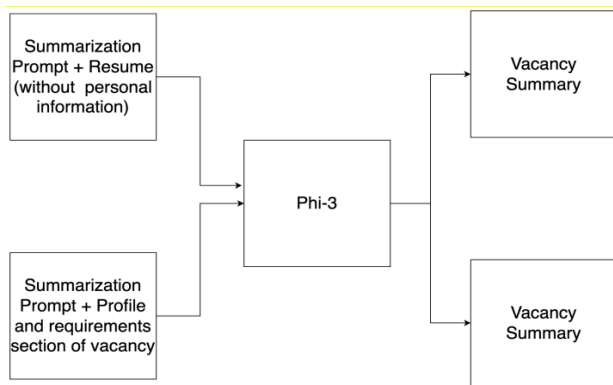 Summarization
Prompt + Resume
(without personal
information)
Vacancy
Summary
Phi-3
Summarization
Prompt + Profile
and requirements
section of vacancy
Vacancy
Summary